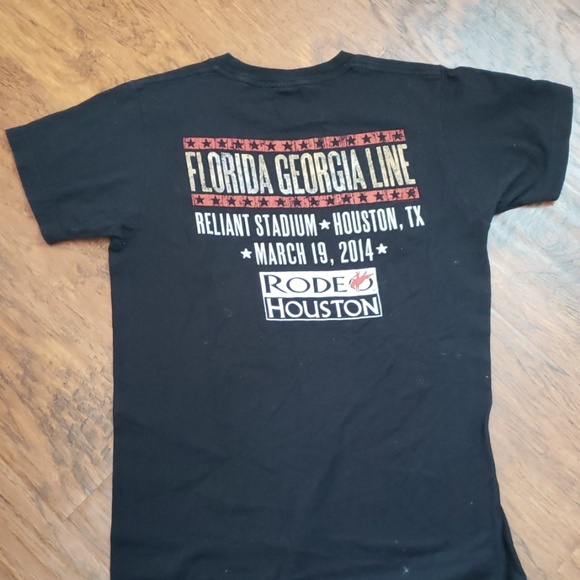 FLORIDA GEORGIA LINE
RELIANT STADIUM★HOUSTON, TX
★MARCH 19, 2014★
RODEO
HOUSTON